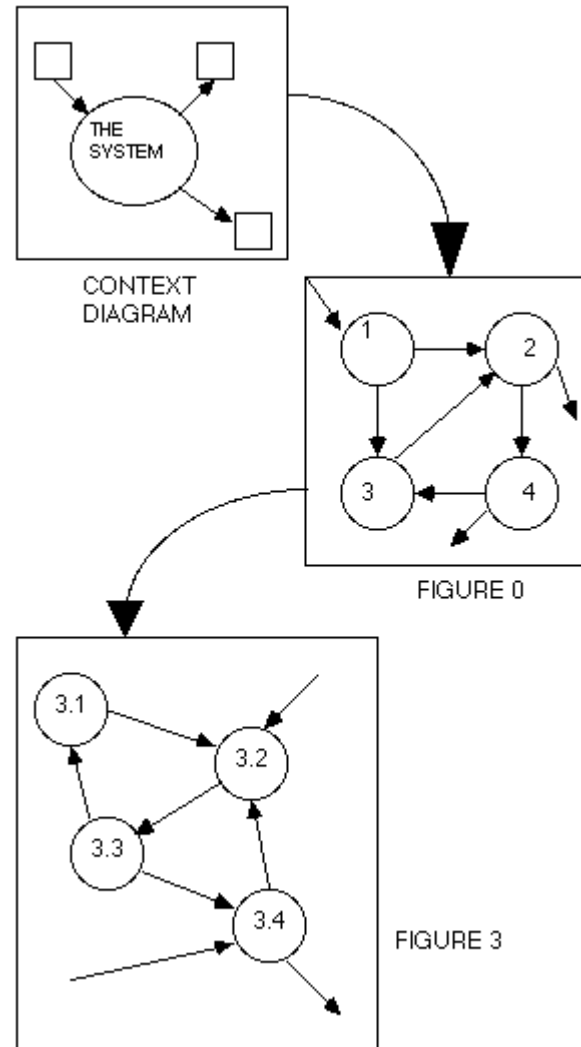 THE
SYSTEM
CONTEXT
DIAGRAM
1
2
3
4
FIGURE 0
3.1
3.2
3.3
3.4
FIGURE 3